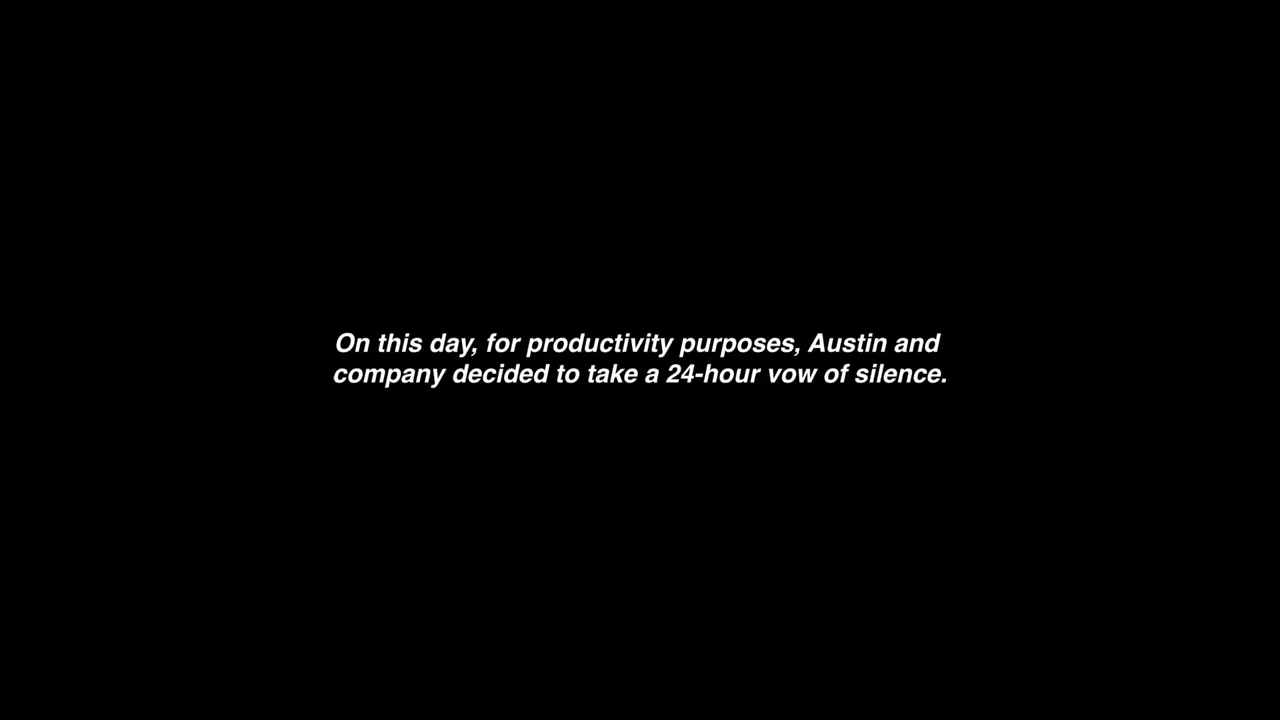 On this day, for productivity purposes, Austin and
company decided to take a 24-hour vow of silence.